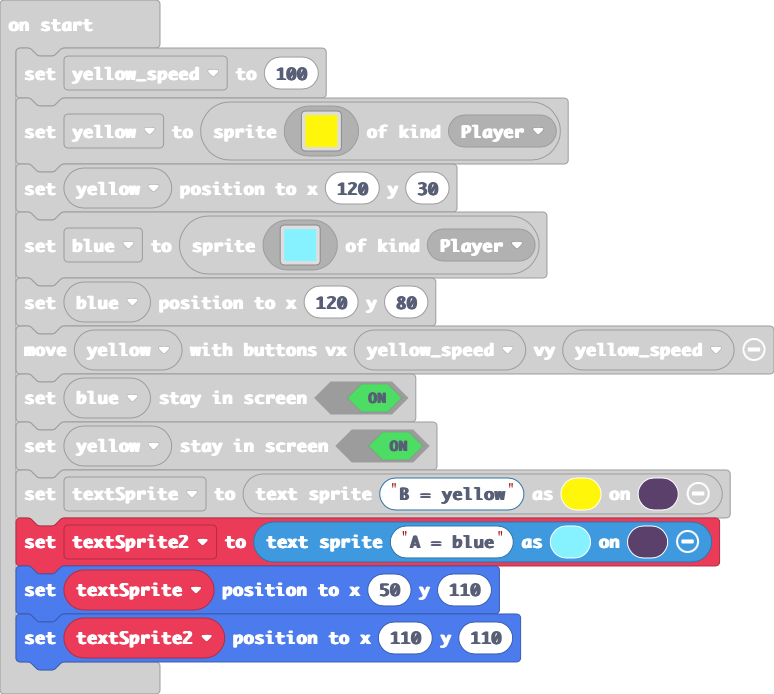 on start
set yellow_speed to 100
set yellow to sprite of kind Player
set yellow position to x 120 y 30
set blue to sprite of kind Player
set blue position to x 120 y 80
move yellow with buttons vx yellow_speed vy yellow_speed
set blue stay in screen ON
set yellow stay in screen ON
set textSprite to text sprite "B = yellow" as on
set textSprite2 to text sprite "A = blue" as on
set textSprite position to x 50 y 110
set textSprite2 position to x 110 y 110